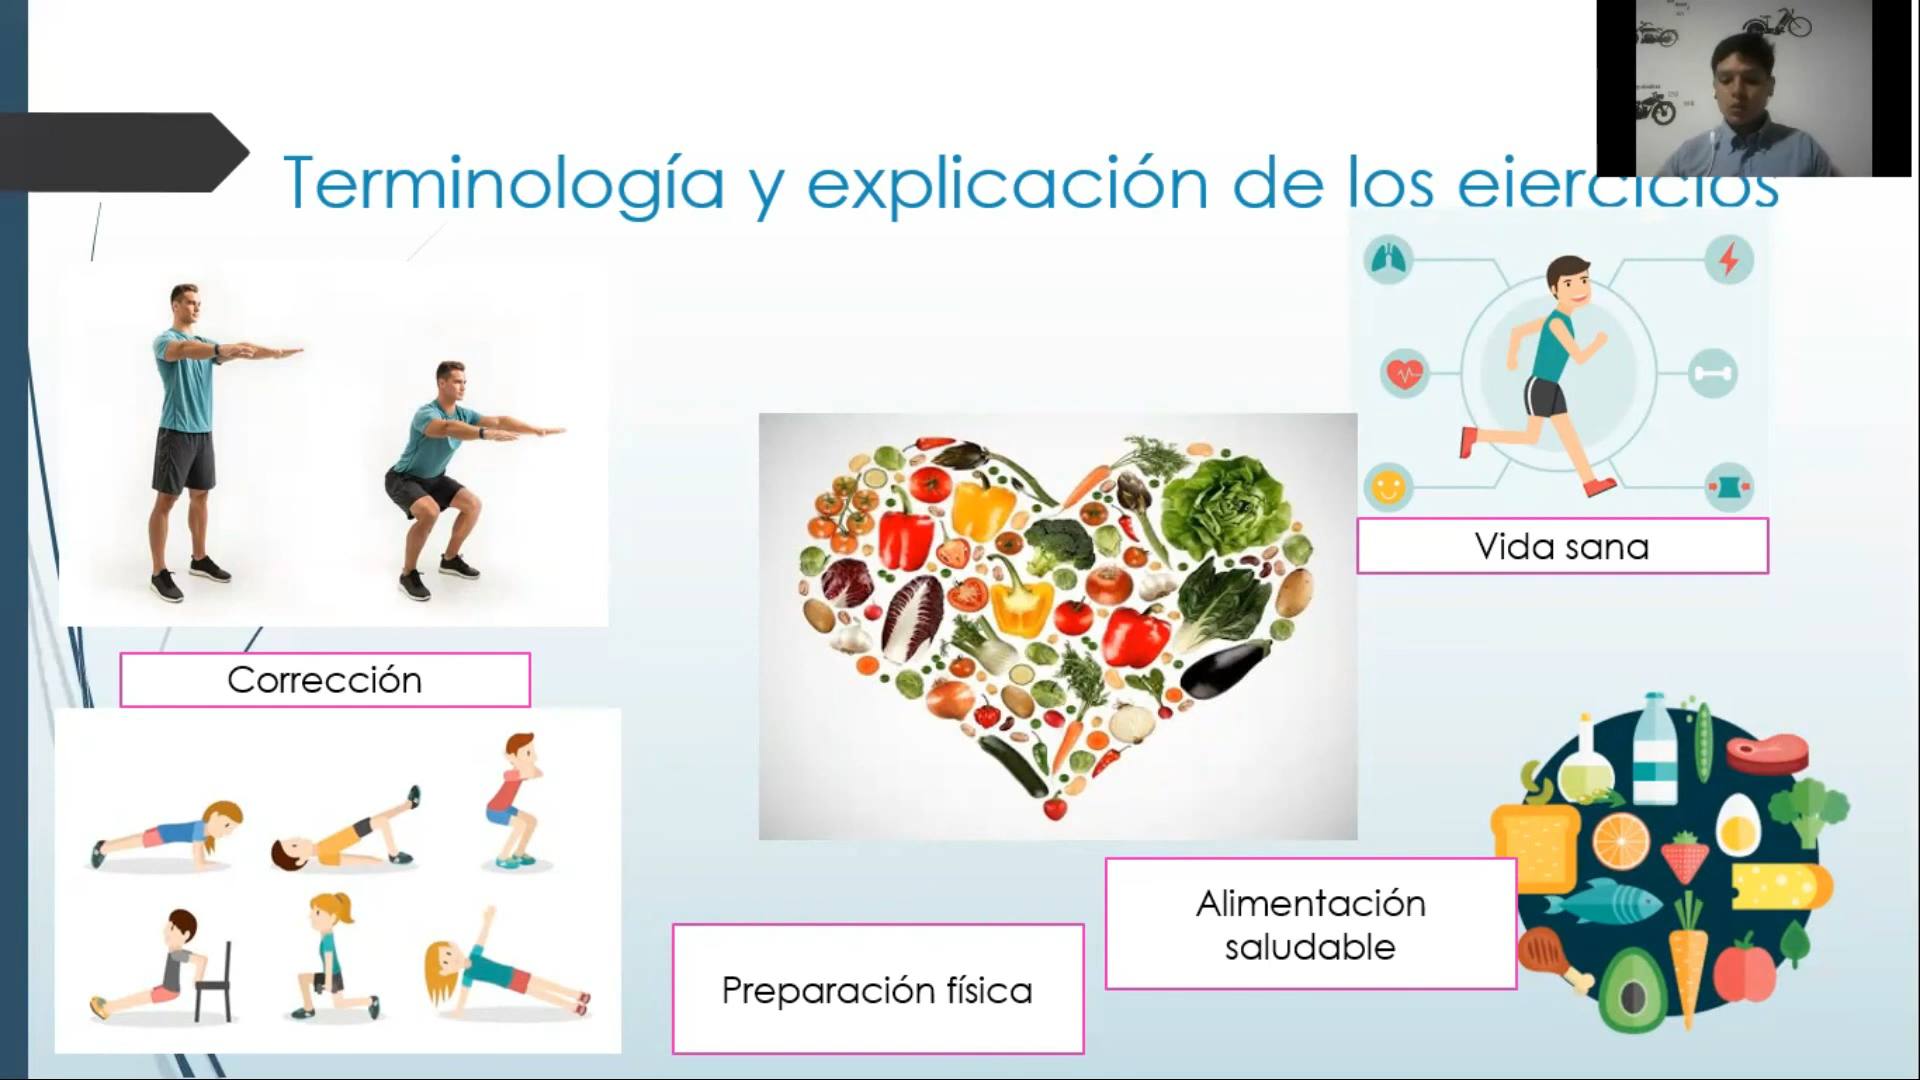 Terminología y explicación de los ejercicios
Vida sana
Corrección
Alimentación
saludable
Preparación física